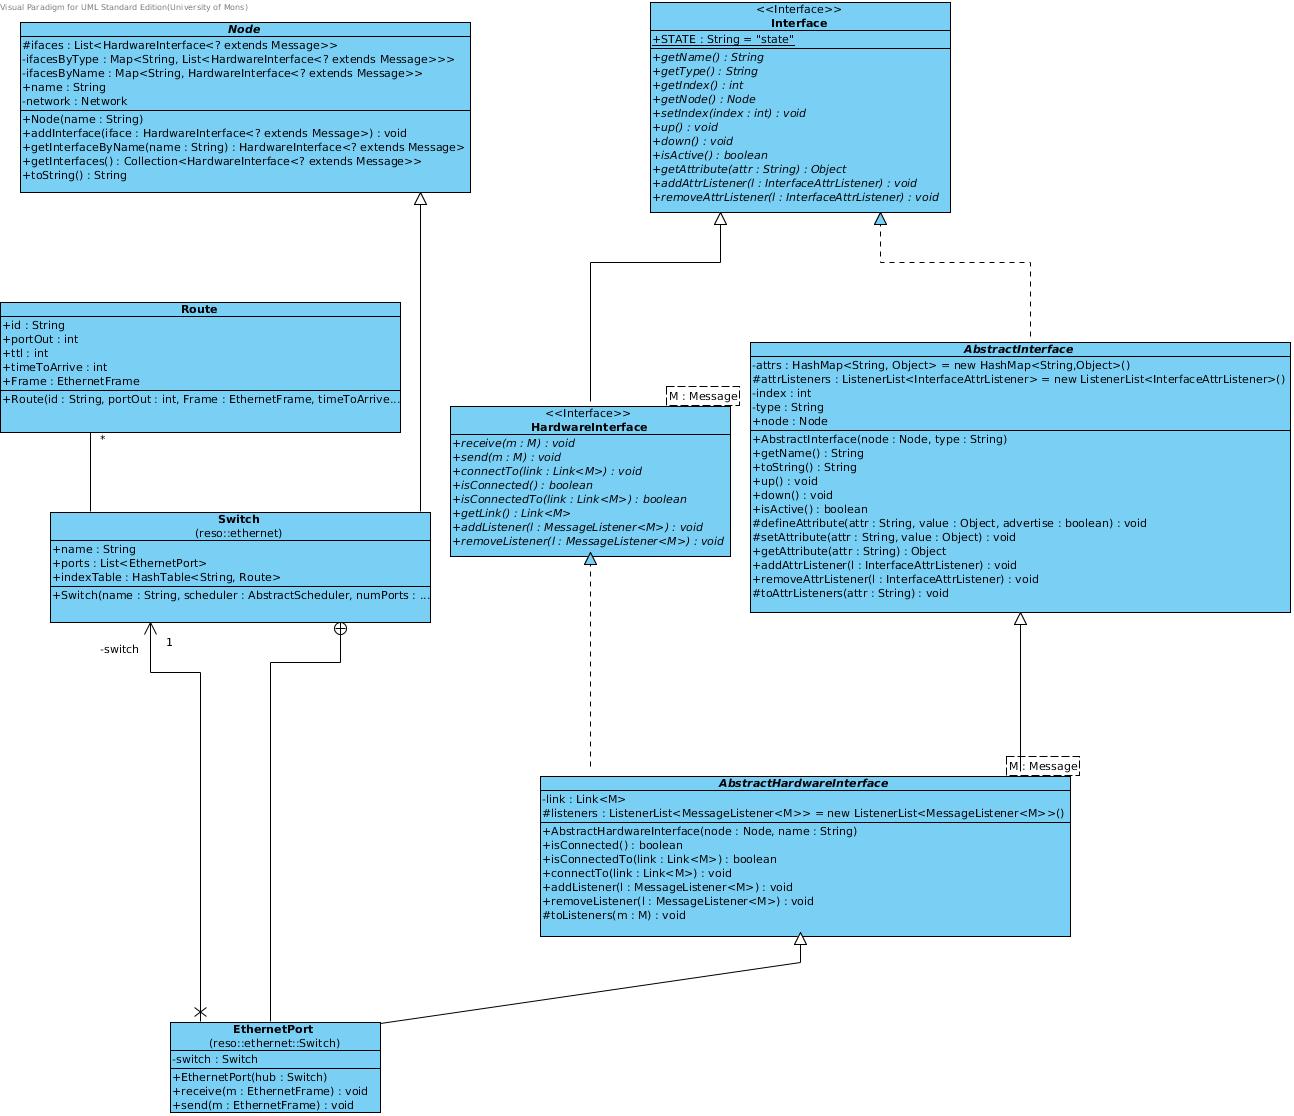 Visual Paradigm for UML Standard Edition(University of Mons)
Node
#ifaces : List<HardwareInterface<? extends Message>>
-ifacesByType : Map<String, List<HardwareInterface<? extends Message>>>
-ifacesByName : Map<String, HardwareInterface<? extends Message>>
+name : String
-network : Network
+Node(name : String)
+addInterface(iface : HardwareInterface<? extends Message>) : void
+getInterfaceByName(name : String) : HardwareInterface<? extends Message>
+getInterfaces() : Collection<HardwareInterface<? extends Message>>
+toString() : String
<<Interface>>
Interface
+STATE : String = "state"
+getName() : String
+getType() : String
+getIndex() : int
+getNode() : Node
+setIndex(index : int) : void
+up() : void
+down() : void
+isActive() : boolean
+getAttribute(attr : String) : Object
+addAttrListener(l : InterfaceAttrListener) : void
+removeAttrListener(l : InterfaceAttrListener) : void
Route
+id : String
+portOut : int
+ttl : int
+timeToArrive : int
+Frame : EthernetFrame
+Route(id : String, portOut : int, Frame : EthernetFrame, timeToArrive...
*
M : Message
<<Interface>>
HardwareInterface
+receive(m : M) : void
+send(m : M) : void
+connectTo(link : Link<M>) : void
+isConnected() : boolean
+isConnectedTo(link : Link<M>) : boolean
+getLink() : Link<M>
+addListener(l : MessageListener<M>) : void
+removeListener(l : MessageListener<M>) : void
AbstractInterface
-attrs : HashMap<String, Object> = new HashMap<String,Object>()
#attrListeners : ListenerList<InterfaceAttrListener> = new ListenerList<InterfaceAttrListener>()
-index : int
-type : String
+node : Node
+AbstractInterface(node : Node, type : String)
+getName() : String
+toString() : String
+up() : void
+down() : void
+isActive() : boolean
#defineAttribute(attr : String, value : Object, advertise : boolean) : void
#setAttribute(attr : String, value : Object) : void
+getAttribute(attr : String) : Object
+addAttrListener(l : InterfaceAttrListener) : void
+removeAttrListener(l : InterfaceAttrListener) : void
#toAttrListeners(attr : String) : void
Switch
(reso::ethernet)
+name : String
+ports : List<EthernetPort>
+indexTable : HashTable<String, Route>
+Switch(name : String, scheduler : AbstractScheduler, numPorts : ...
1
-switch
M : Message
AbstractHardwareInterface
-link : Link<M>
#listeners : ListenerList<MessageListener<M>> = new ListenerList<MessageListener<M>>()
+AbstractHardwareInterface(node : Node, name : String)
+isConnected() : boolean
+isConnectedTo(link : Link<M>) : boolean
+connectTo(link : Link<M>) : void
+addListener(l : MessageListener<M>) : void
+removeListener(l : MessageListener<M>) : void
#toListeners(m : M) : void
EthernetPort
(reso::ethernet::Switch)
-switch : Switch
+EthernetPort(hub : Switch)
+receive(m : EthernetFrame) : void
+send(m : EthernetFrame) : void